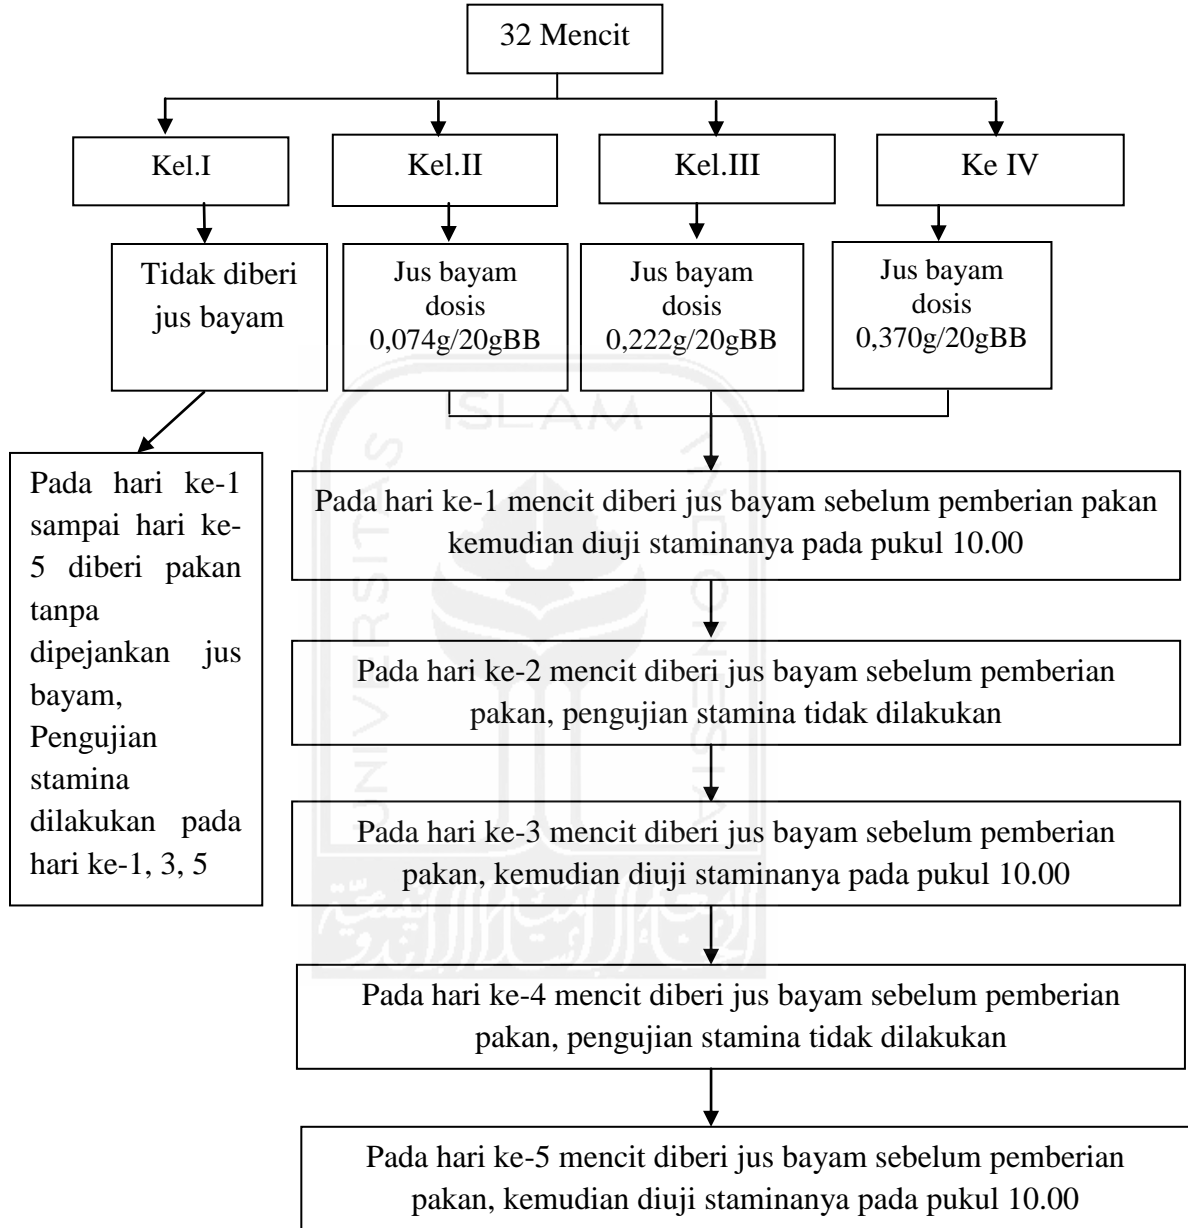 32 Mencit
Kel.I
Kel.II
Kel.III
Ke IV
Tidak diberi
jus bayam
Jus bayam
dosis
0,074g/20gBB
Jus bayam
dosis
0,222g/20gBB
Jus bayam
dosis
0,370g/20gBB
Pada hari ke-1
sampai hari ke-
5 diberi pakan
tanpa
dipejankan jus
bayam,
Pengujian
stamina
dilakukan pada
hari ke-1, 3, 5
Pada hari ke-1 mencit diberi jus bayam sebelum pemberian pakan
kemudian diuji staminanya pada pukul 10.00
Pada hari ke-2 mencit diberi jus bayam sebelum pemberian
pakan, pengujian stamina tidak dilakukan
Pada hari ke-3 mencit diberi jus bayam sebelum pemberian
pakan, kemudian diuji staminanya pada pukul 10.00
Pada hari ke-4 mencit diberi jus bayam sebelum pemberian
pakan, pengujian stamina tidak dilakukan
Pada hari ke-5 mencit diberi jus bayam sebelum pemberian
pakan, kemudian diuji staminanya pada pukul 10.00
UNIVERSITAS
ISLAM
INDONESIA